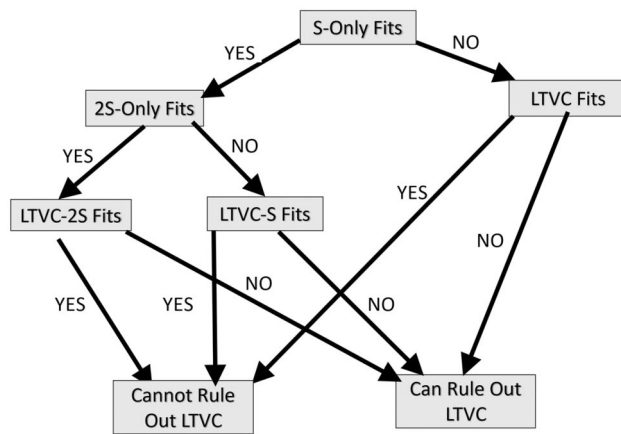 S-Only Fits
YES
NO
2S-Only Fits
LTVC Fits
YES
NO
YES
LTVC-2S Fits
LTVC-S Fits
NO
YES
NO
YES
NO
Cannot Rule
Out LTVC
Can Rule Out
LTVC